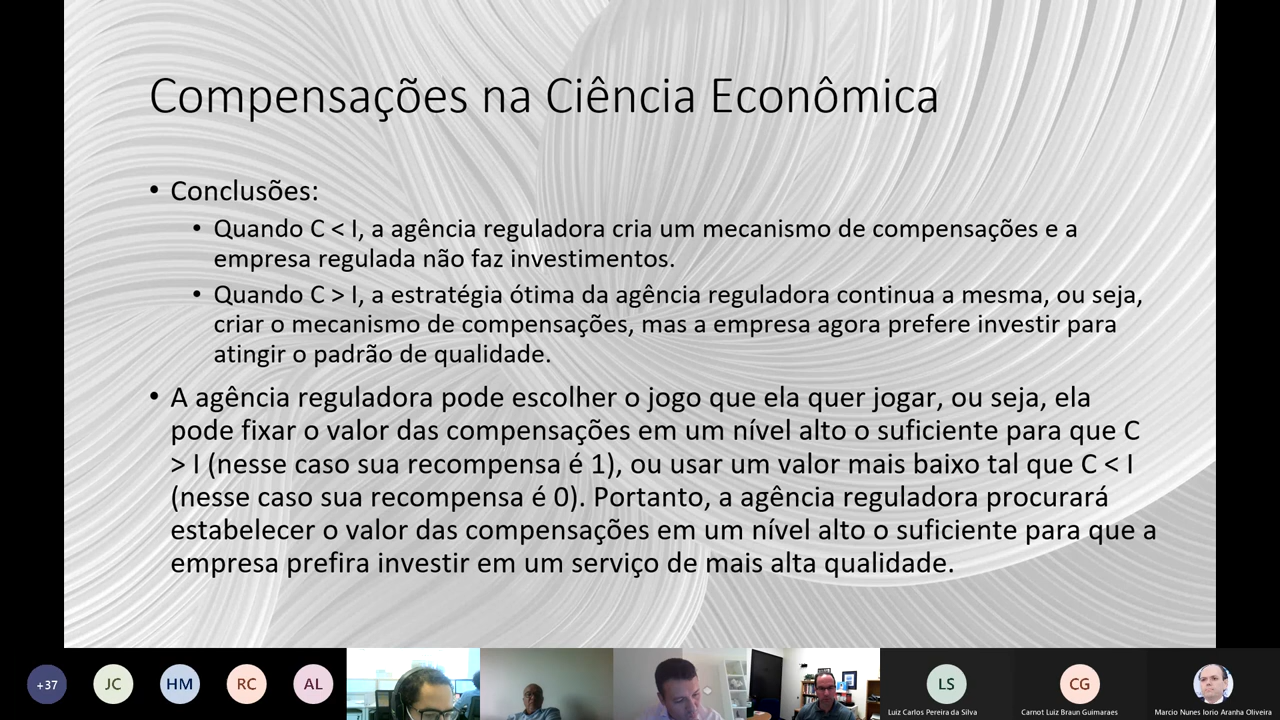 Compensações na Ciência Econômica
• Conclusões:
• Quando C < I, a agência reguladora cria um mecanismo de compensações e a
empresa regulada não faz investimentos.
• Quando C > I, a estratégia ótima da agência reguladora continua a mesma, ou seja,
criar o mecanismo de compensações, mas a empresa agora prefere investir para
atingir o padrão de qualidade.
• A agência reguladora pode escolher o jogo que ela quer jogar, ou seja, ela
pode fixar o valor das compensações em um nível alto o suficiente para que C
> I (nesse caso sua recompensa é 1), ou usar um valor mais baixo tal que C < I
(nesse caso sua recompensa é 0). Portanto, a agência reguladora procurará
estabelecer o valor das compensações em um nível alto o suficiente para que a
empresa prefira investir em um serviço de mais alta qualidade.
+37
JC
HM
RC
AL
LS
CG
Luiz Carlos Pereira da Silva
Carnot Luiz Braun Guimaraes
Marcio Nunes Iorio Aranha Oliveira